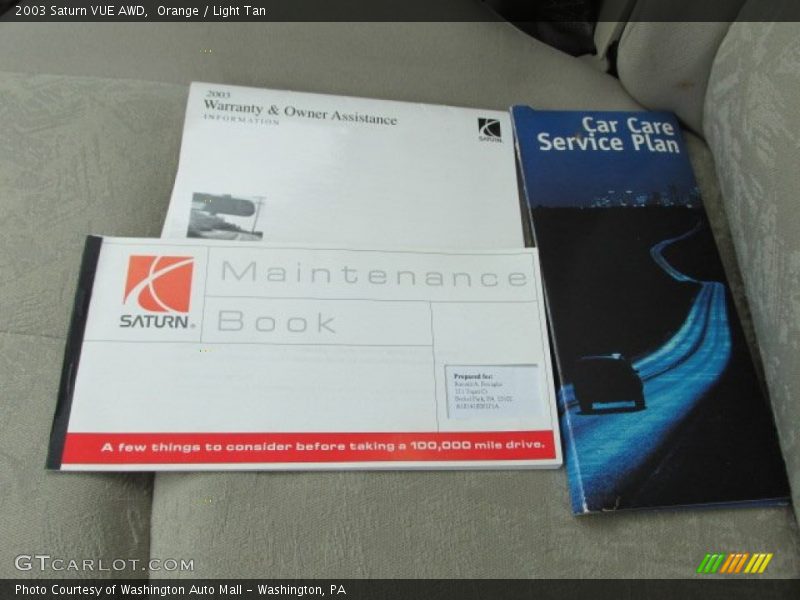 2003 Saturn VUE AWD,  Orange / Light Tan
2003
Warranty & Owner Assistance
INFORMATION
SATURN
Car Care
Service Plan
SATURN
Maintenance
Book
Prepared for:
A few things to consider before taking a 100,000 mile drive.
GTCARLOT.COM
Photo Courtesy of Washington Auto Mall – Washington, PA